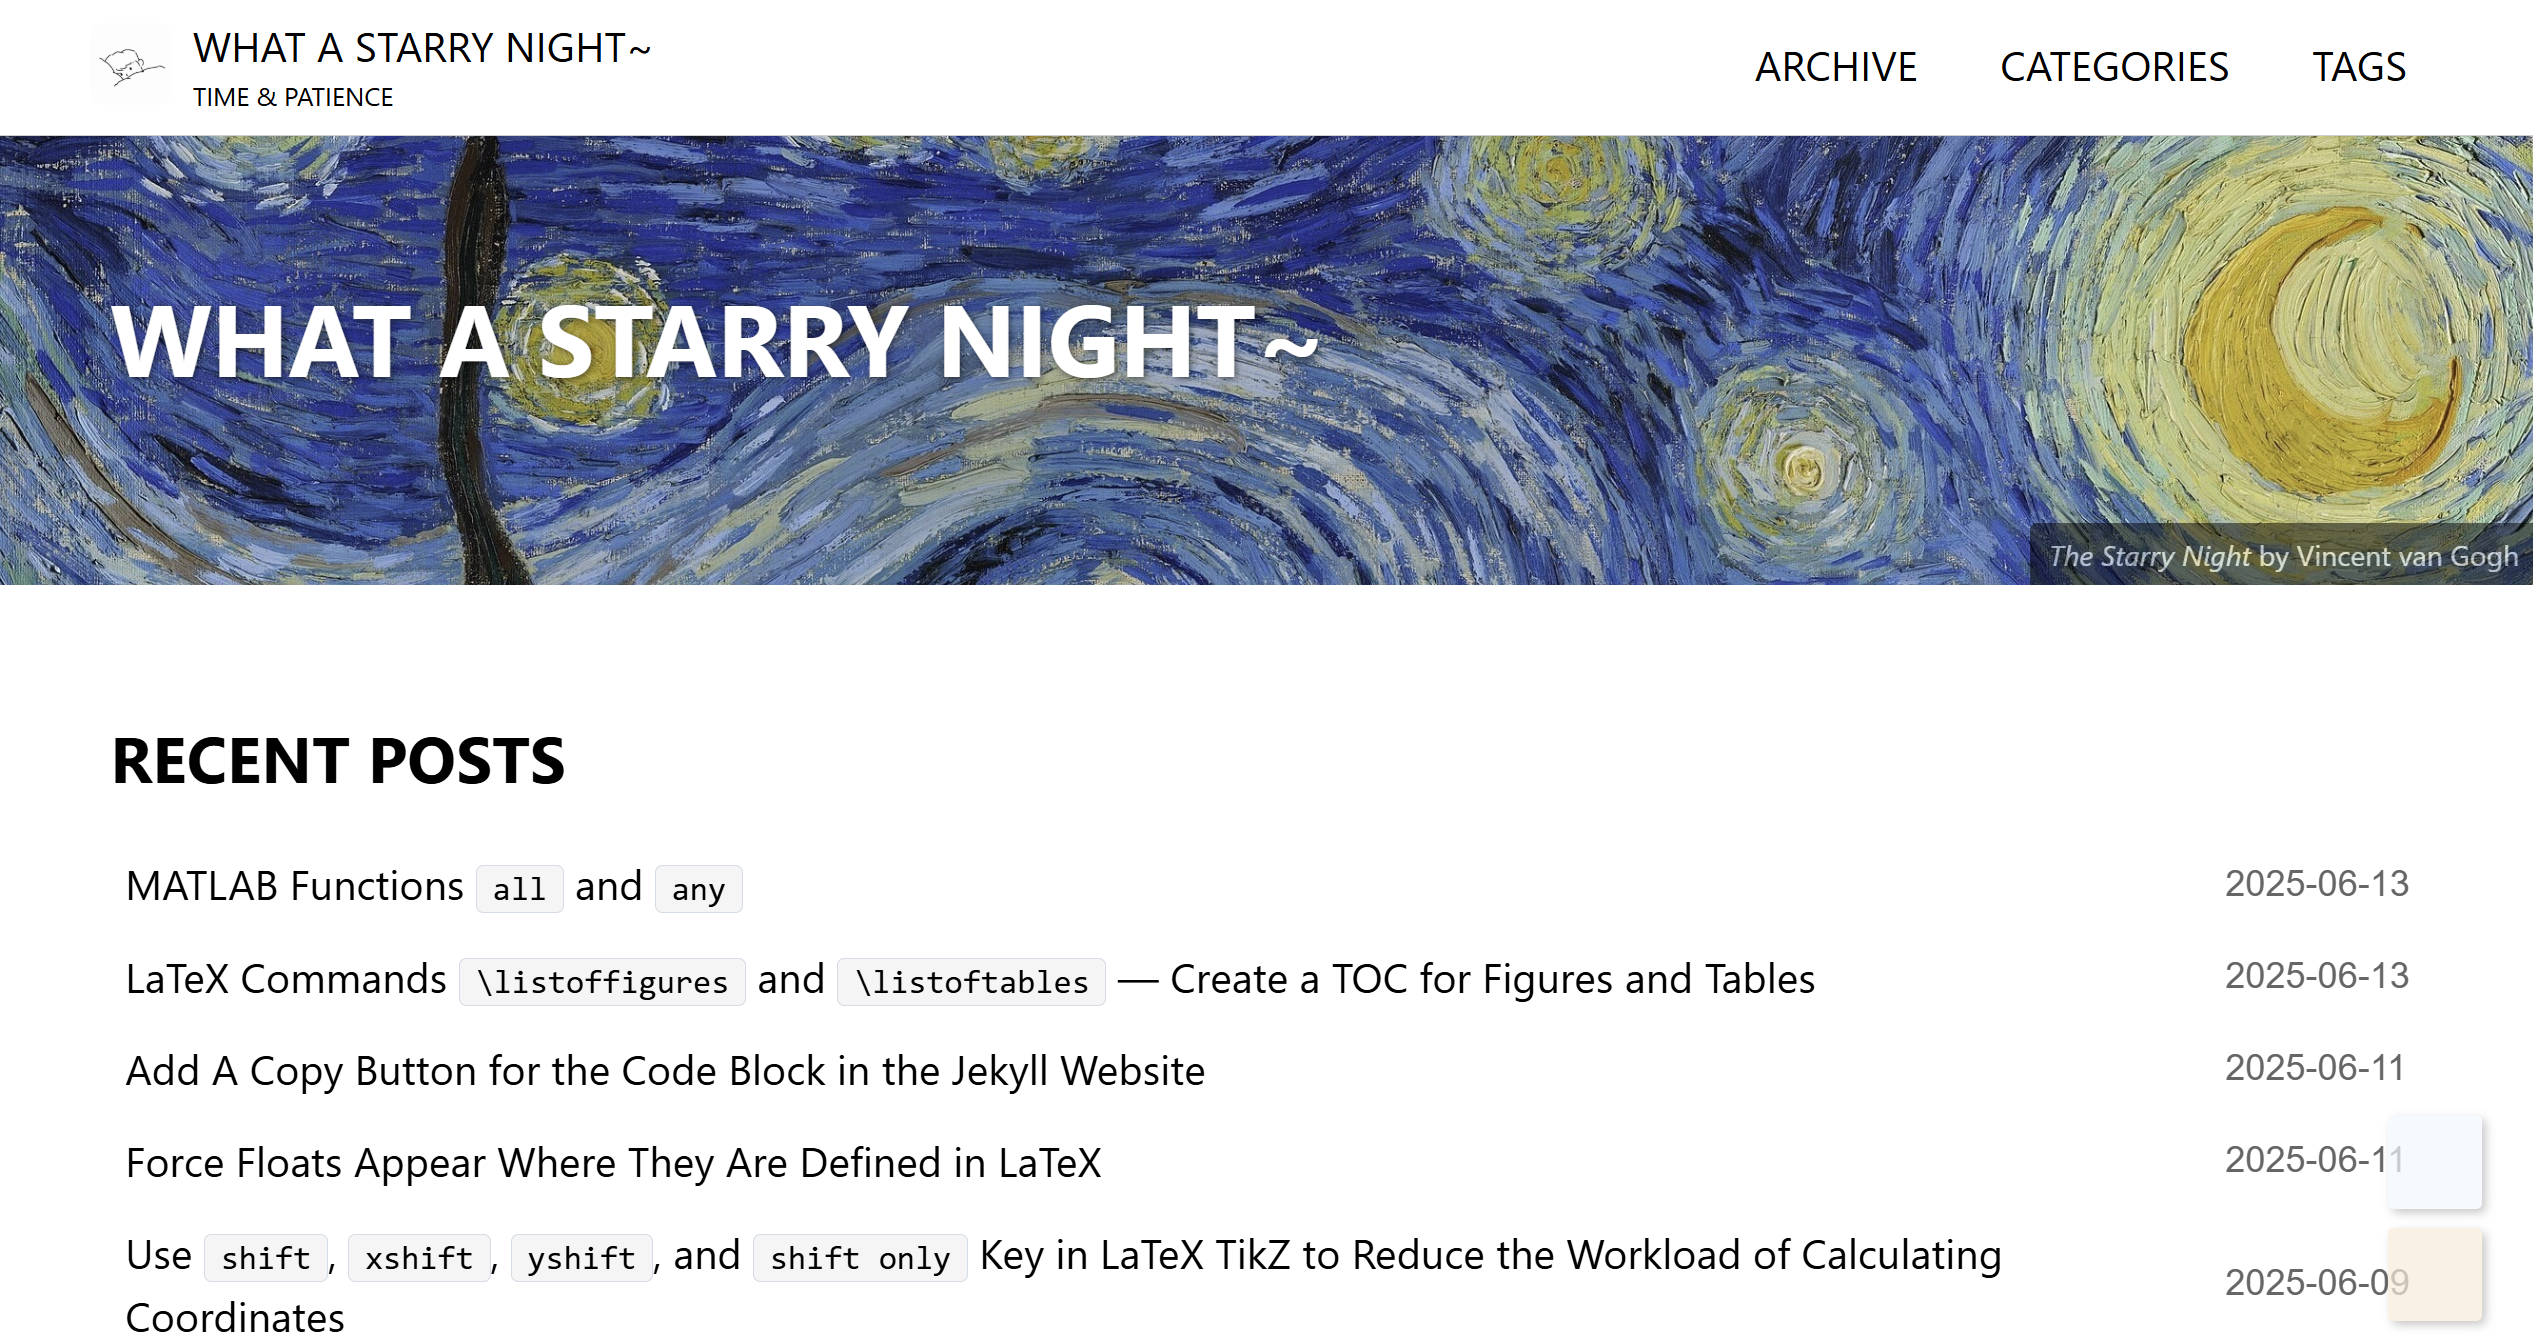 WHAT A STARRY NIGHT~
TIME & PATIENCE
ARCHIVE CATEGORIES TAGS
WHAT A STARRY NIGHT~
The Starry Night by Vincent van Gogh
RECENT POSTS
MATLAB Functions all and any 2025-06-13
LaTeX Commands \listoffigures and \listoftables — Create a TOC for Figures and Tables 2025-06-13
Add A Copy Button for the Code Block in the Jekyll Website 2025-06-11
Force Floats Appear Where They Are Defined in LaTeX 2025-06-11
Use shift, xshift, yshift, and shift only Key in LaTeX TikZ to Reduce the Workload of Calculating
Coordinates 2025-06-09